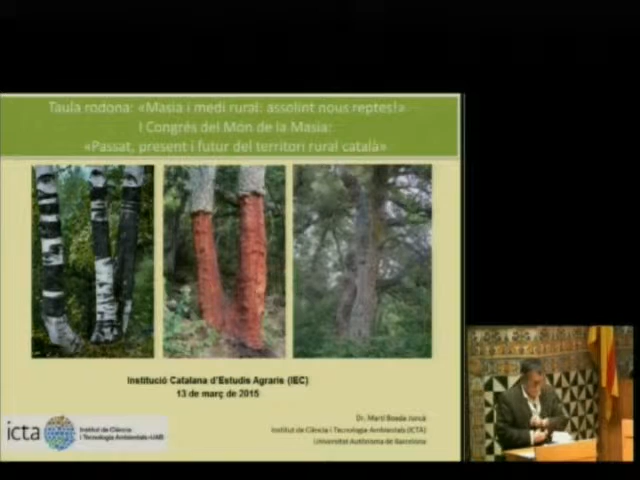 Taula rodona: «Masia i medi rural: assolint nous reptes!»
I Congrés del Món de la Masia:
«Passat, present i futur del territori rural català»
Institució Catalana d'Estudis Agraris (IEC)
13 de març de 2015
Dr. Martí Boada Juncà
Institut de Ciència i Tecnologia Ambientals (ICTA)
Universitat Autònoma de Barcelona
icta
Institut de Ciència
i Tecnologia Ambientals-UAB